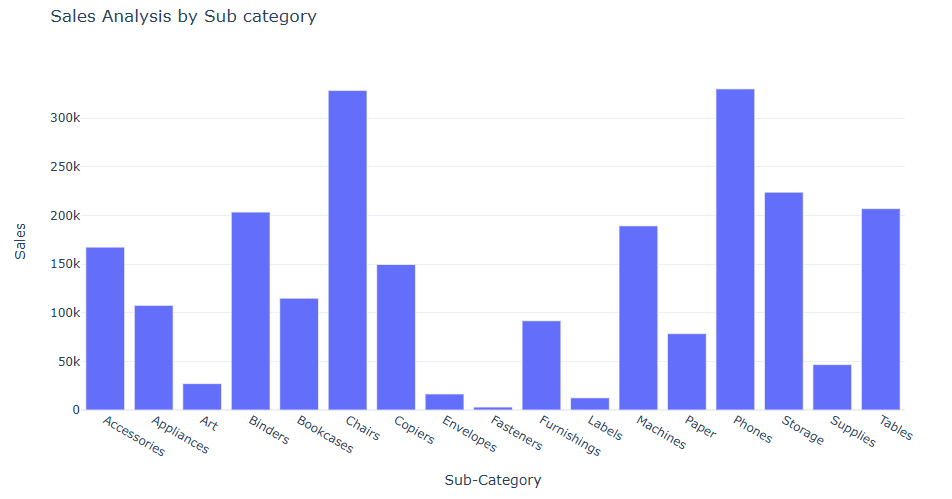 Sales Analysis by Sub category
300k
250k
200k
150k
100k
50k
0
Sales
Accessories
Appliances
Art
Binders
Bookcases
Chairs
Copiers
Envelopes
Fasteners
Furnishings
Labels
Machines
Paper
Phones
Storage
Supplies
Tables
Sub-Category